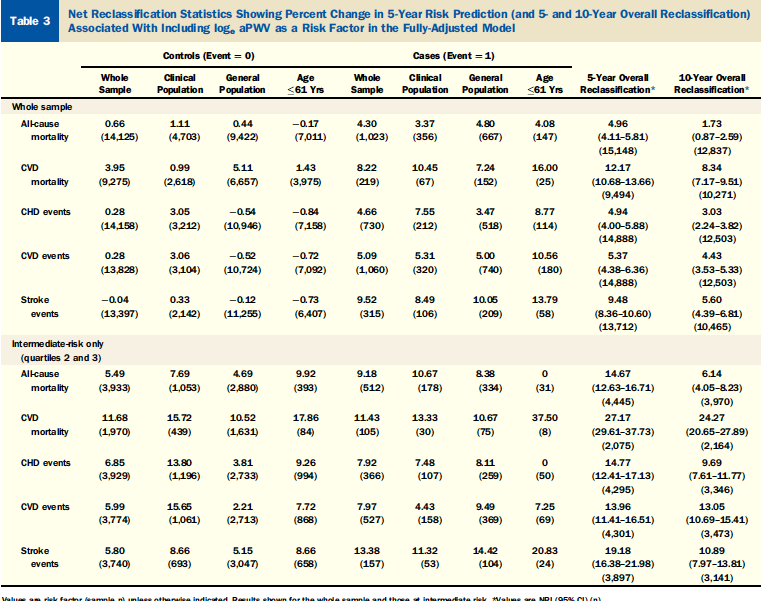 Table 3
Net Reclassification Statistics Showing Percent Change in 5-Year Risk Prediction (and 5- and 10-Year Overall Reclassification)
Associated With Including logₑ aPWV as a Risk Factor in the Fully-Adjusted Model
Controls (Event = 0) Cases (Event = 1)
Whole Clinical General Age Whole Clinical General Age 5-Year Overall 10-Year Overall
Sample Population Population ≤61 Yrs Sample Population Population ≤61 Yrs Reclassification* Reclassification*
Whole sample
All-cause 0.66 1.11 0.44 −0.17 4.30 3.37 4.80 4.08 4.96 1.73
mortality (14,125) (4,703) (9,422) (7,011) (1,023) (356) (667) (147) (4.11–5.81) (0.87–2.59)
(15,148) (12,837)
CVD 3.95 0.99 5.11 1.43 8.22 10.45 7.24 16.00 12.17 8.34
mortality (9,275) (2,618) (6,657) (3,975) (219) (67) (152) (25) (10.68–13.66) (7.17–9.51)
(9,494) (10,271)
CHD events 0.28 3.05 −0.54 −0.84 4.66 7.55 3.47 8.77 4.94 3.03
(14,158) (3,212) (10,946) (7,158) (730) (212) (518) (114) (4.00–5.88) (2.24–3.82)
(14,888) (12,503)
CVD events 0.28 3.06 −0.52 −0.72 5.09 5.31 5.00 10.56 5.37 4.43
(13,828) (3,104) (10,724) (7,092) (1,060) (320) (740) (180) (4.38–6.36) (3.53–5.33)
(14,888) (12,503)
Stroke −0.04 0.33 −0.12 −0.73 9.52 8.49 10.05 13.79 9.48 5.60
events (13,397) (2,142) (11,255) (6,407) (315) (106) (209) (58) (8.36–10.60) (4.39–6.81)
(13,712) (10,465)
Intermediate-risk only
(quartiles 2 and 3)
All-cause 5.49 7.69 4.69 9.92 9.18 10.67 8.38 0 14.67 6.14
mortality (3,933) (1,053) (2,880) (393) (512) (178) (334) (31) (12.63–16.71) (4.05–8.23)
(4,445) (3,970)
CVD 11.68 15.72 10.52 17.86 11.43 13.33 10.67 37.50 27.17 24.27
mortality (1,970) (439) (1,631) (84) (105) (30) (75) (8) (29.61–37.73) (20.65–27.89)
(2,075) (2,164)
CHD events 6.85 13.80 3.81 9.26 7.92 7.48 8.11 0 14.77 9.69
(3,929) (1,196) (2,733) (994) (366) (107) (259) (50) (12.41–17.13) (7.61–11.77)
(4,295) (3,346)
CVD events 5.99 15.65 2.21 7.72 7.97 4.43 9.49 7.25 13.96 13.05
(3,774) (1,061) (2,713) (868) (527) (158) (369) (69) (11.41–16.51) (10.69–15.41)
(4,301) (3,473)
Stroke 5.80 8.66 5.15 8.66 13.38 11.32 14.42 20.83 19.18 10.89
events (3,740) (693) (3,047) (658) (157) (53) (104) (24) (16.38–21.98) (7.97–13.81)
(3,897) (3,141)
Values are risk factor (sample n) unless otherwise indicated. Results shown for the whole sample and those at intermediate risk. *Values are NRI (95% CI) (n).